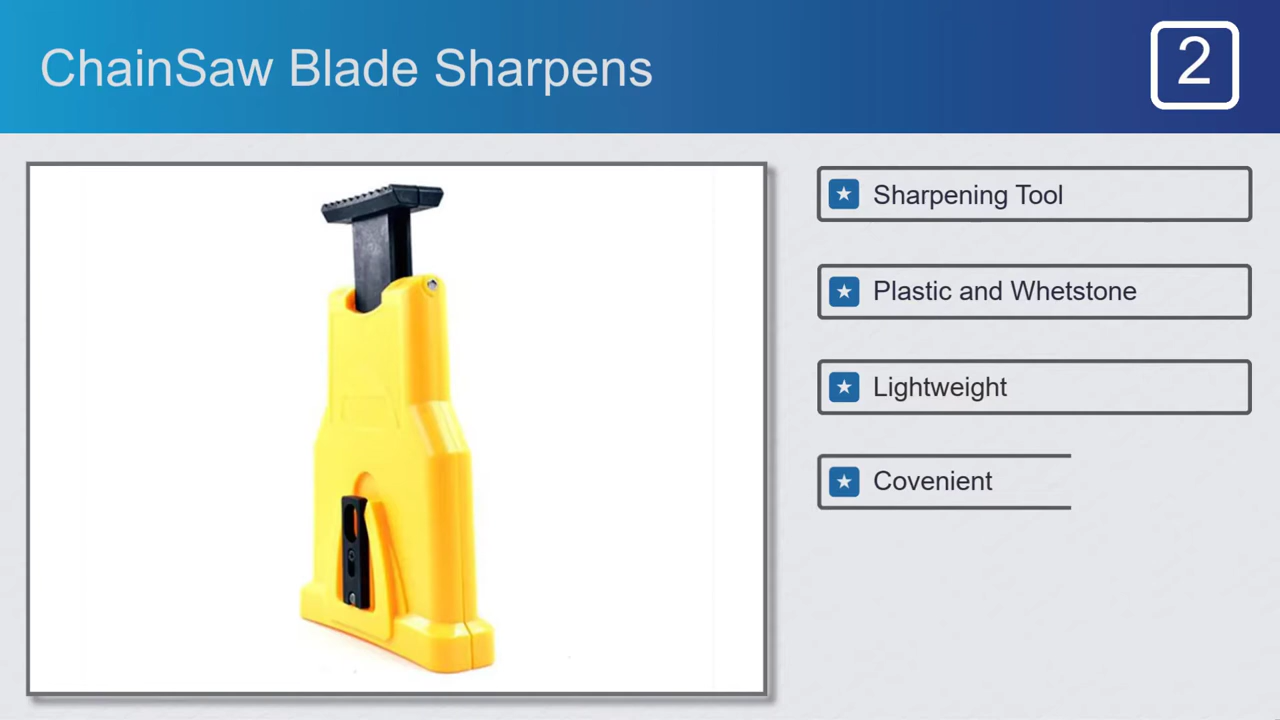 ChainSaw Blade Sharpens
2
Sharpening Tool
Plastic and Whetstone
Lightweight
Covenient